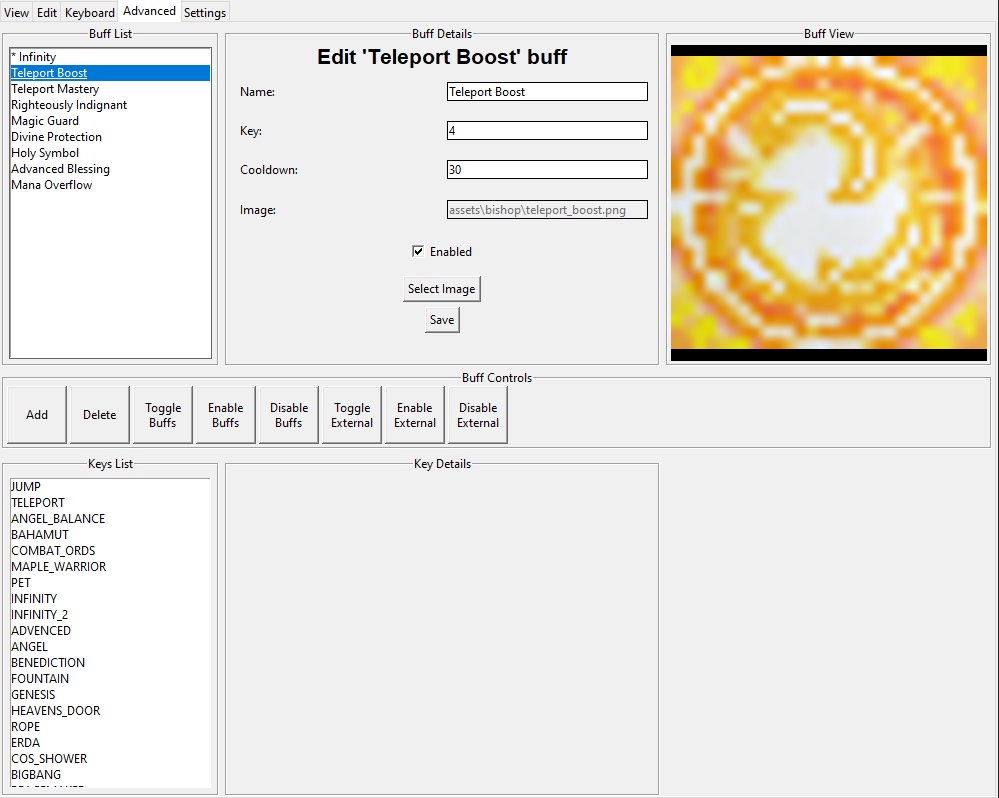 View Edit Keyboard Advanced Settings
Buff List
* Infinity
Teleport Boost
Teleport Mastery
Righteously Indignant
Magic Guard
Divine Protection
Holy Symbol
Advanced Blessing
Mana Overflow
Buff Details
Edit 'Teleport Boost' buff
Name: Teleport Boost
Key: 4
Cooldown: 30
Image: assets\bishop\teleport_boost.png
Enabled
Select Image
Save
Buff View
Buff Controls
Add
Delete
Toggle
Buffs
Enable
Buffs
Disable
Buffs
Toggle
External
Enable
External
Disable
External
Keys List
JUMP
TELEPORT
ANGEL_BALANCE
BAHAMUT
COMBAT_ORDS
MAPLE_WARRIOR
PET
INFINITY
INFINITY_2
ADVENCED
ANGEL
BENEDICTION
FOUNTAIN
GENESIS
HEAVENS_DOOR
ROPE
ERDA
COS_SHOWER
BIGBANG
Key Details